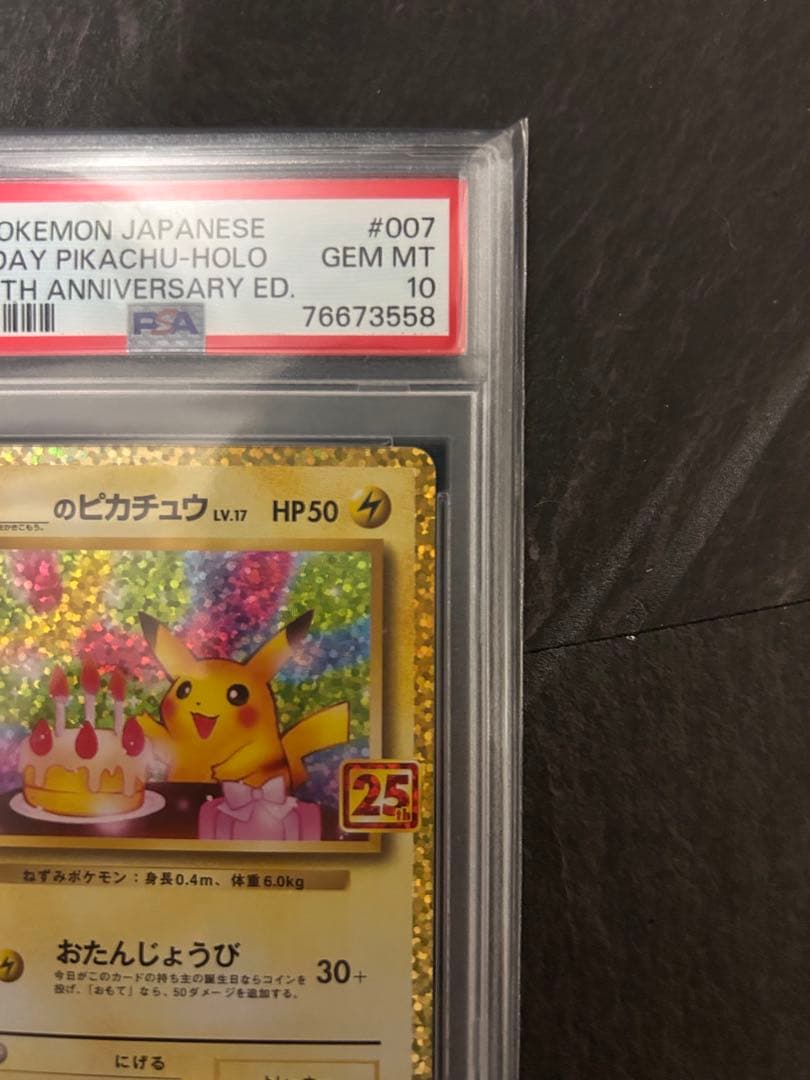 OKEMON JAPANESE #007
DAY PIKACHU-HOLO GEM MT
TH ANNIVERSARY ED. 10
PSA 76673558
のピカチュウ LV.17 HP50
25th
ねずみポケモン：身長0.4m、体重6.0kg
おたんじょうび 30+
今日がこのカードの持ち主の誕生日ならコインを
投げ、「おもて」なら、50ダメージを追加する。
にげる